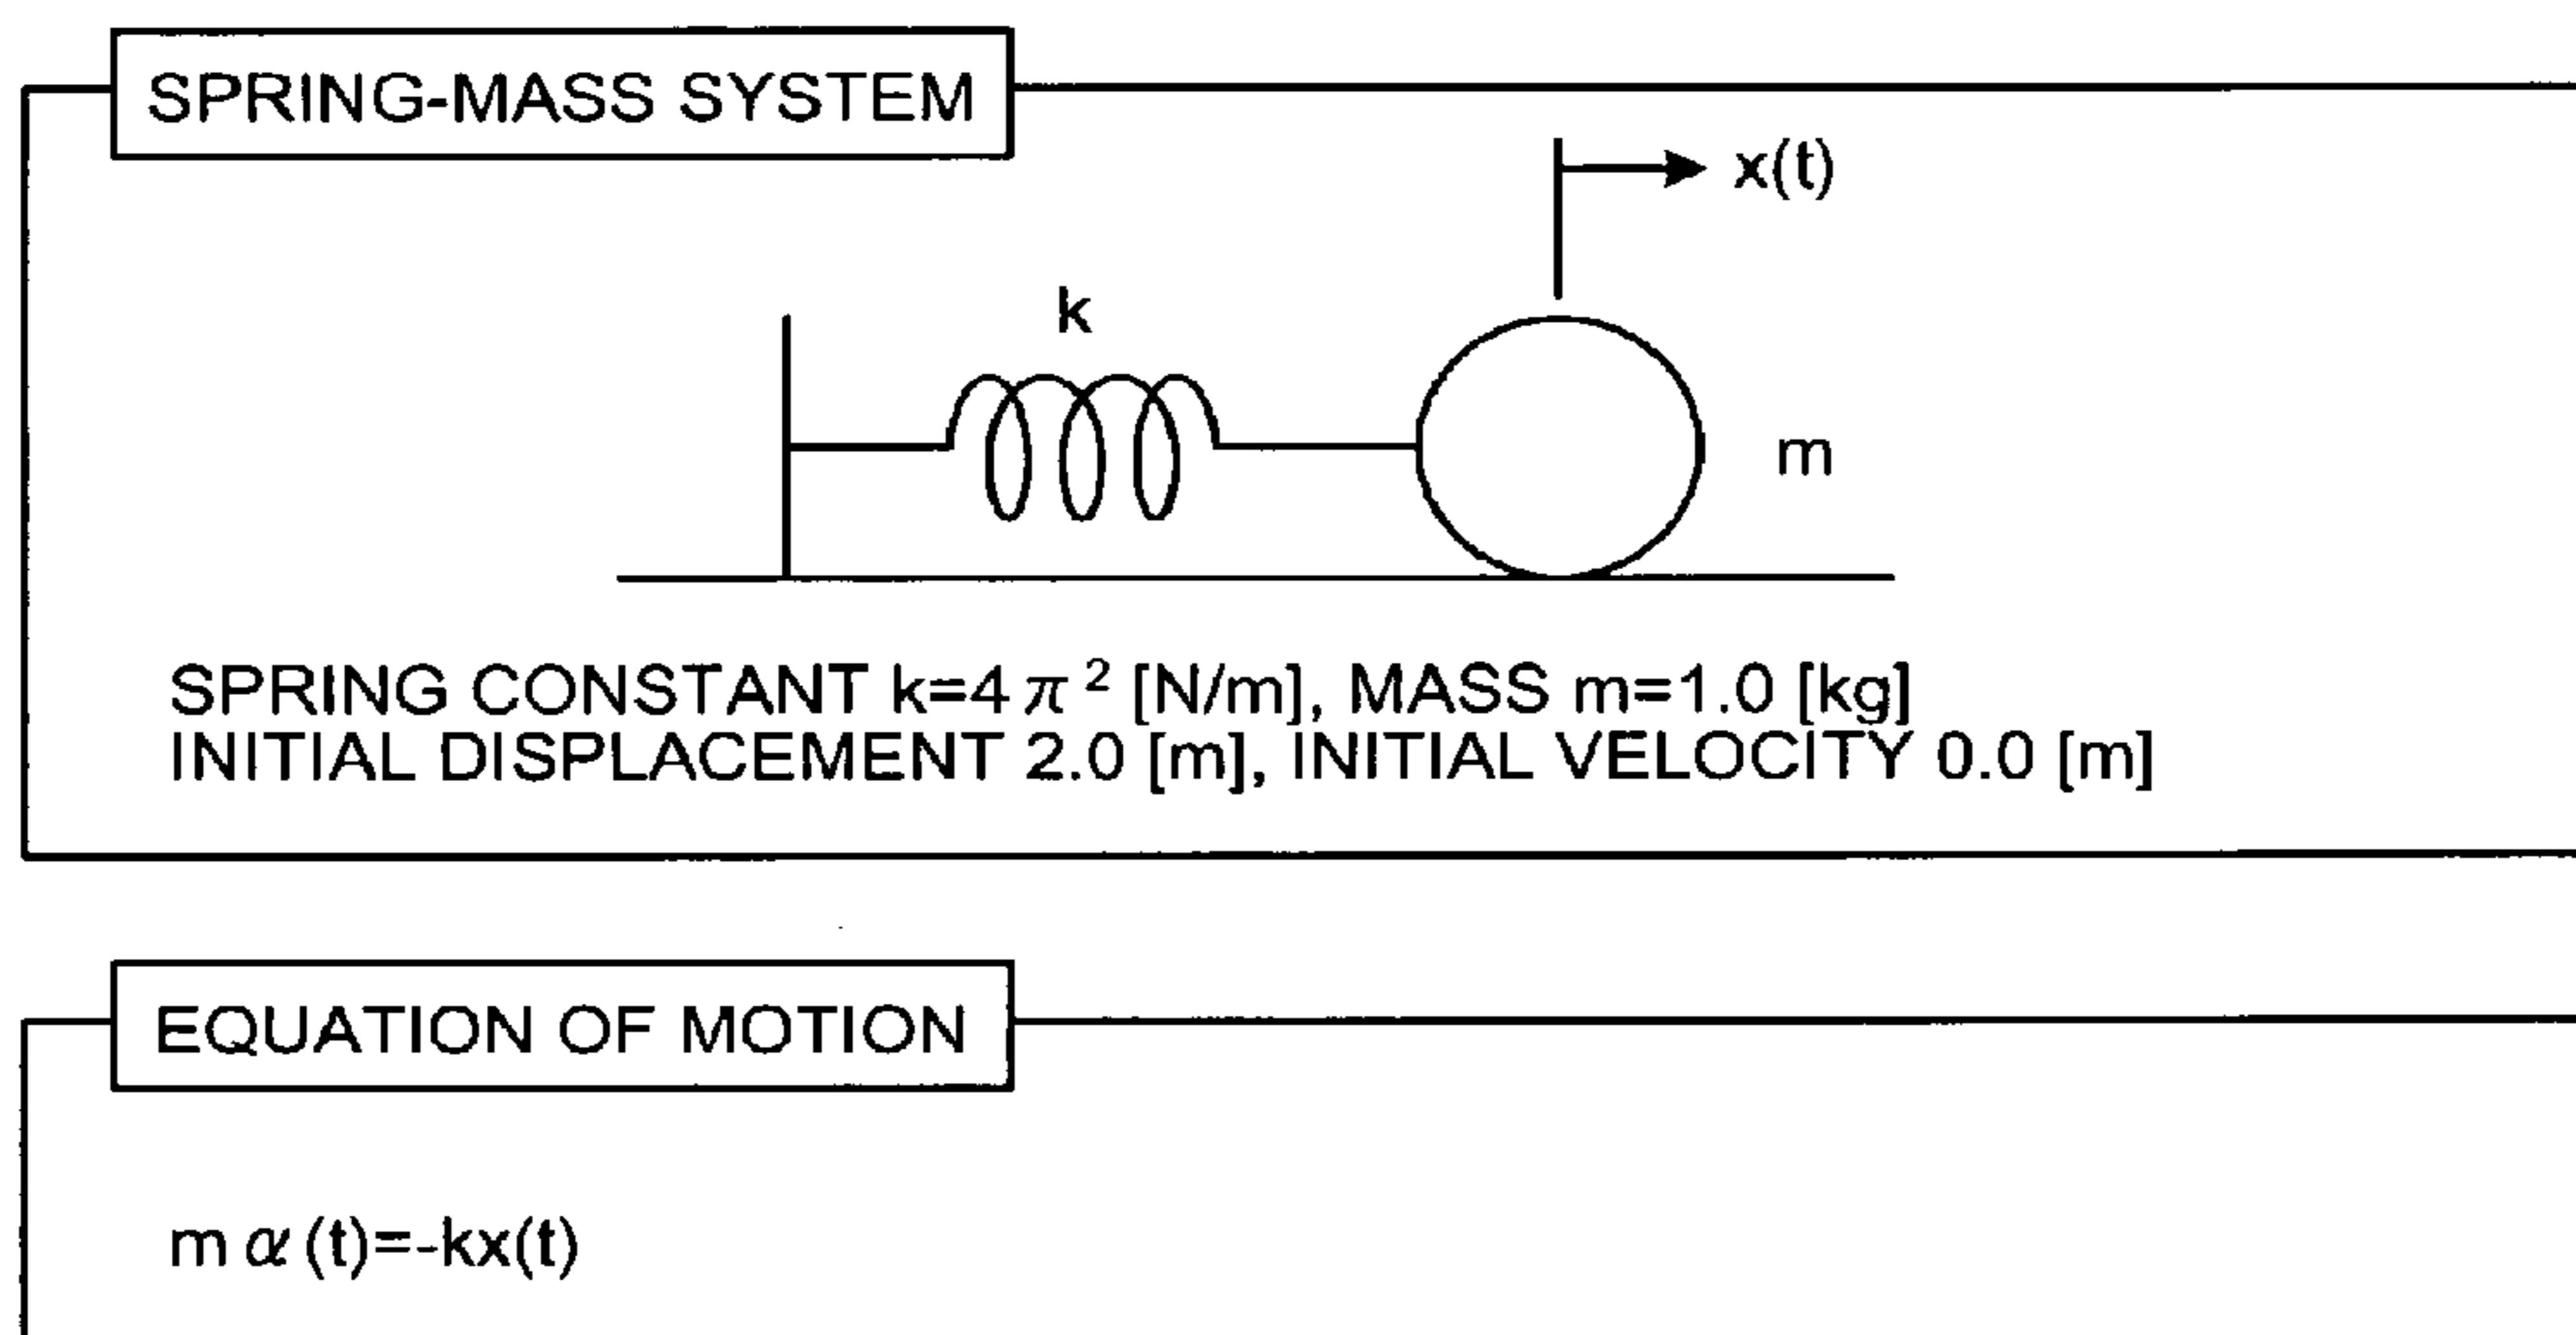 SPRING-MASS SYSTEM
x(t)
k
m
SPRING CONSTANT k=4π² [N/m], MASS m=1.0 [kg]
INITIAL DISPLACEMENT 2.0 [m], INITIAL VELOCITY 0.0 [m]
EQUATION OF MOTION
mα(t)=-kx(t)